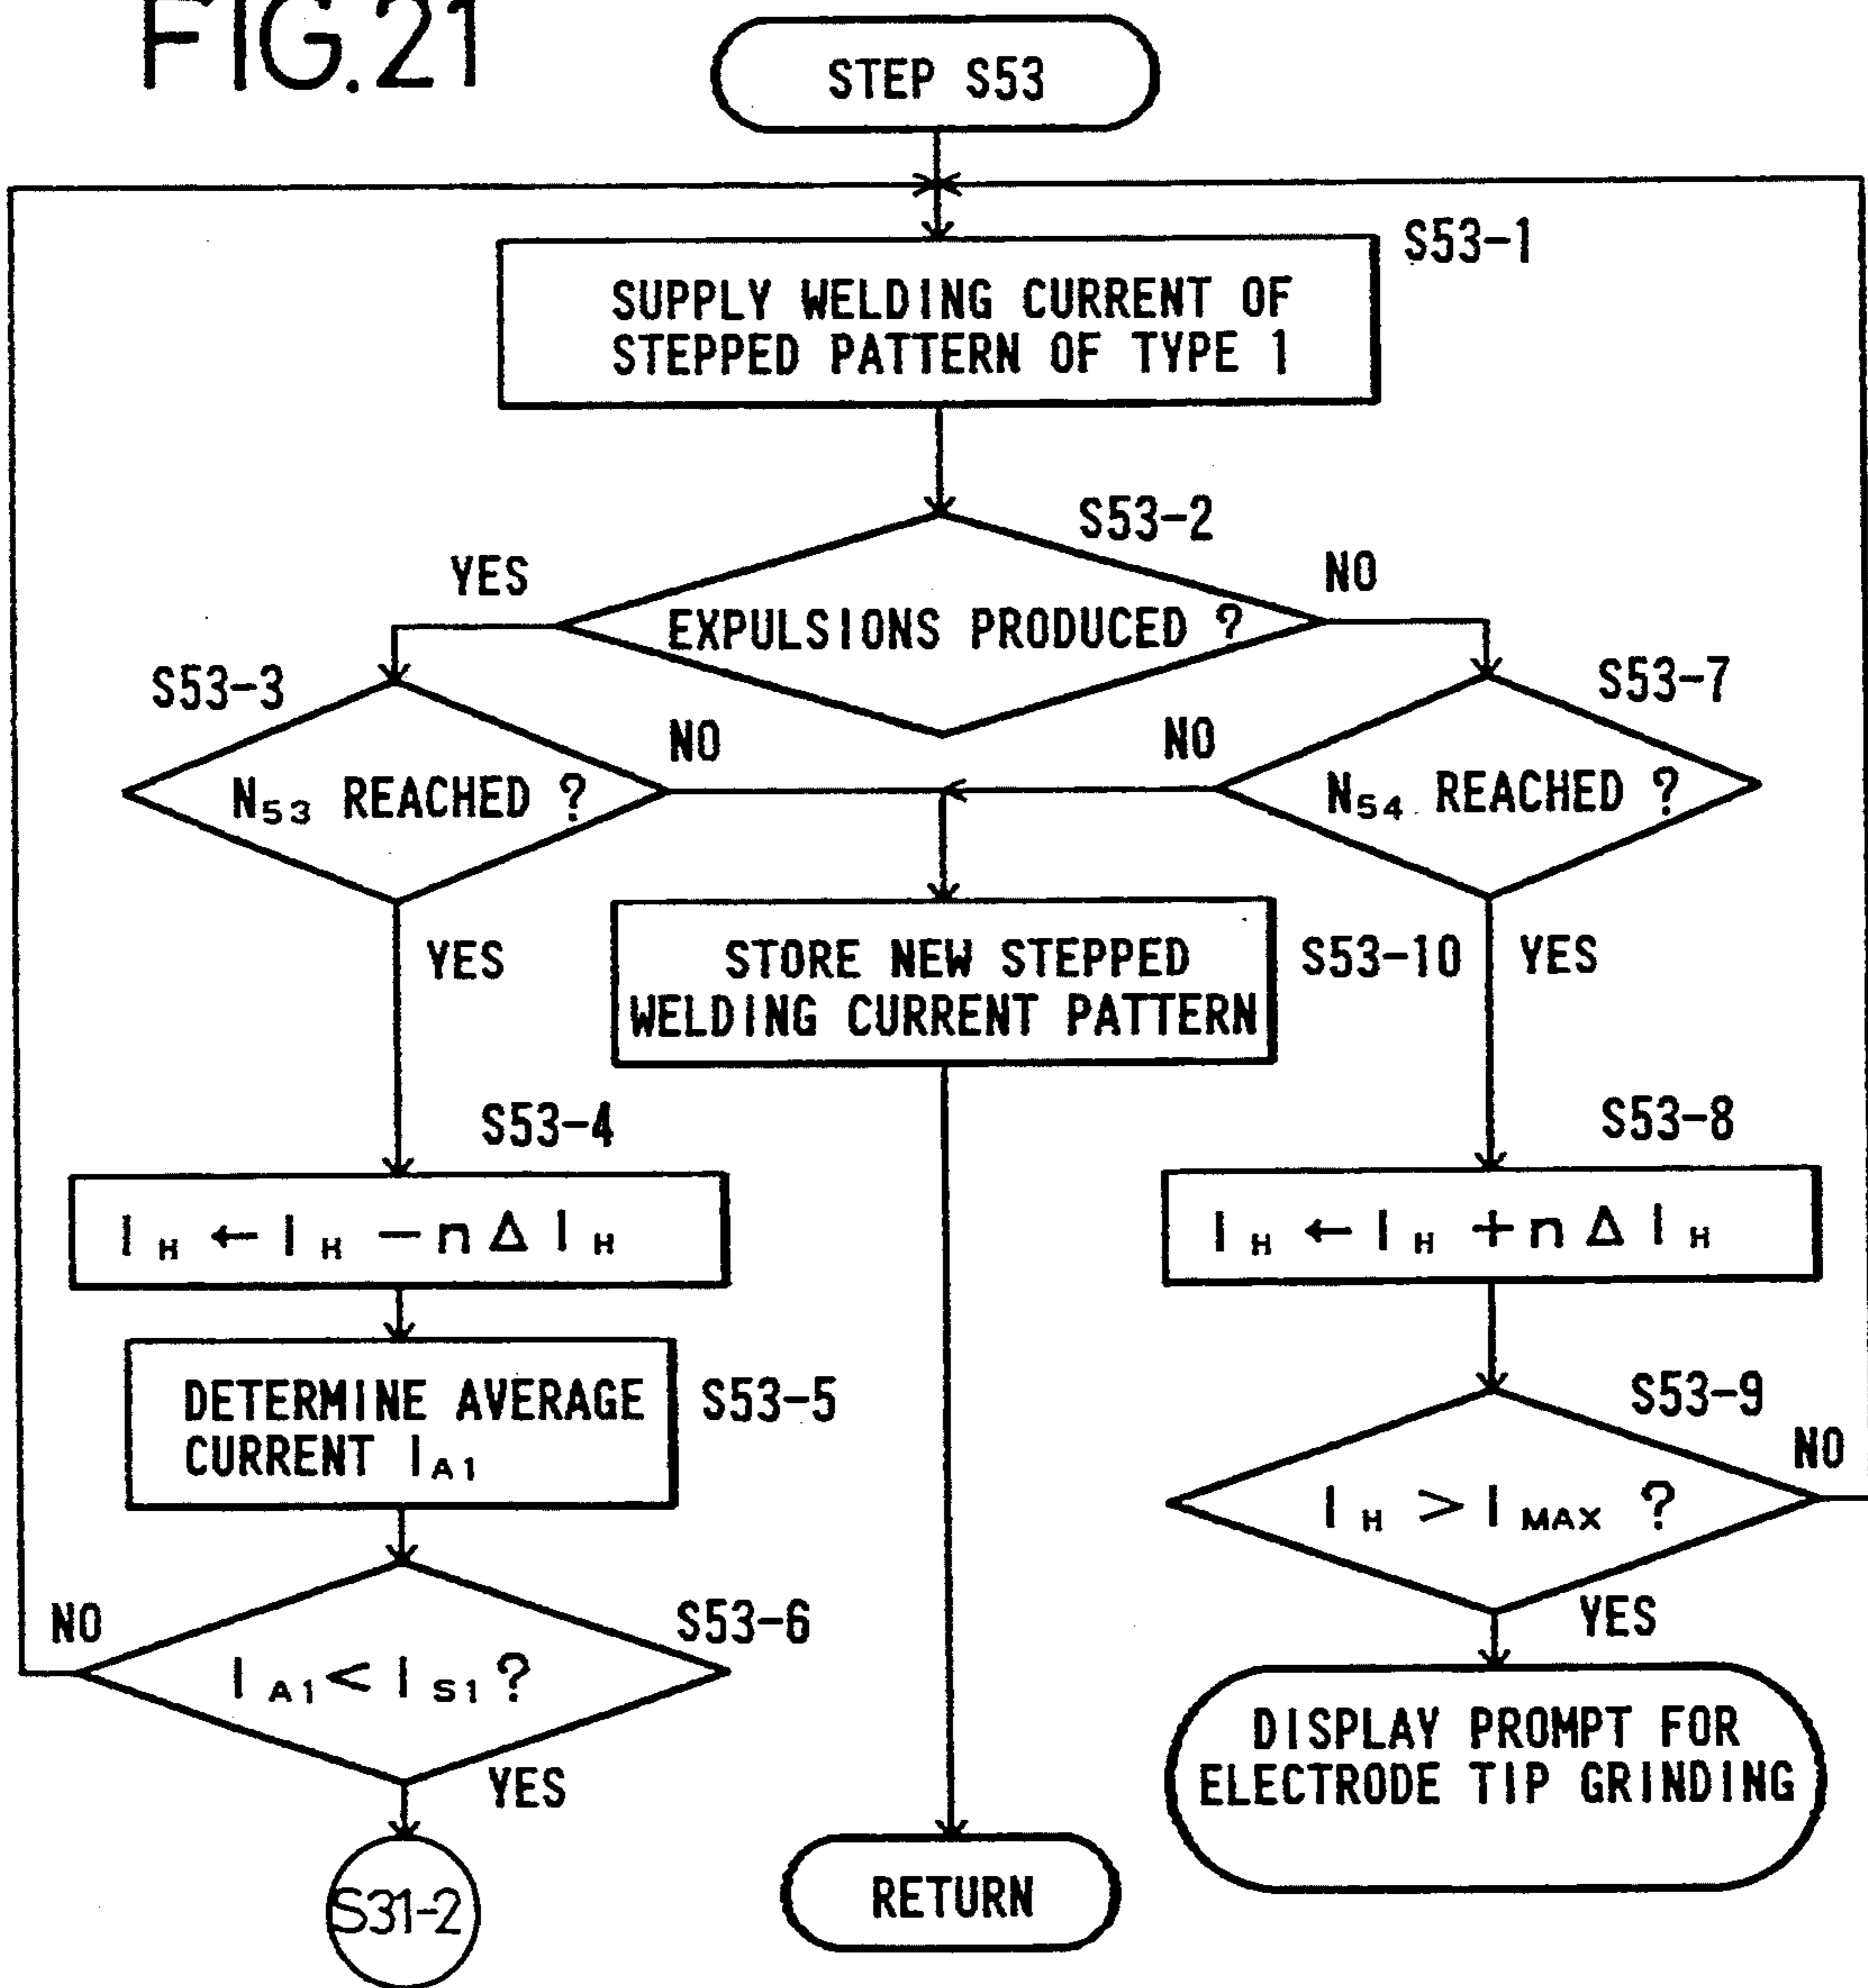 FIG.21
STEP S53
S53-1
SUPPLY WELDING CURRENT OF
STEPPED PATTERN OF TYPE 1
S53-2
YES
NO
EXPULSIONS PRODUCED ?
S53-3
S53-7
NO
NO
N53 REACHED ?
N54 REACHED ?
YES
STORE NEW STEPPED
WELDING CURRENT PATTERN
S53-10
YES
S53-4
S53-8
IH ← IH − n Δ IH
IH ← IH + n Δ IH
DETERMINE AVERAGE
CURRENT IA1
S53-5
S53-9
NO
IH > IMAX ?
NO
S53-6
YES
IA1 < IS1 ?
DISPLAY PROMPT FOR
ELECTRODE TIP GRINDING
YES
S31-2
RETURN